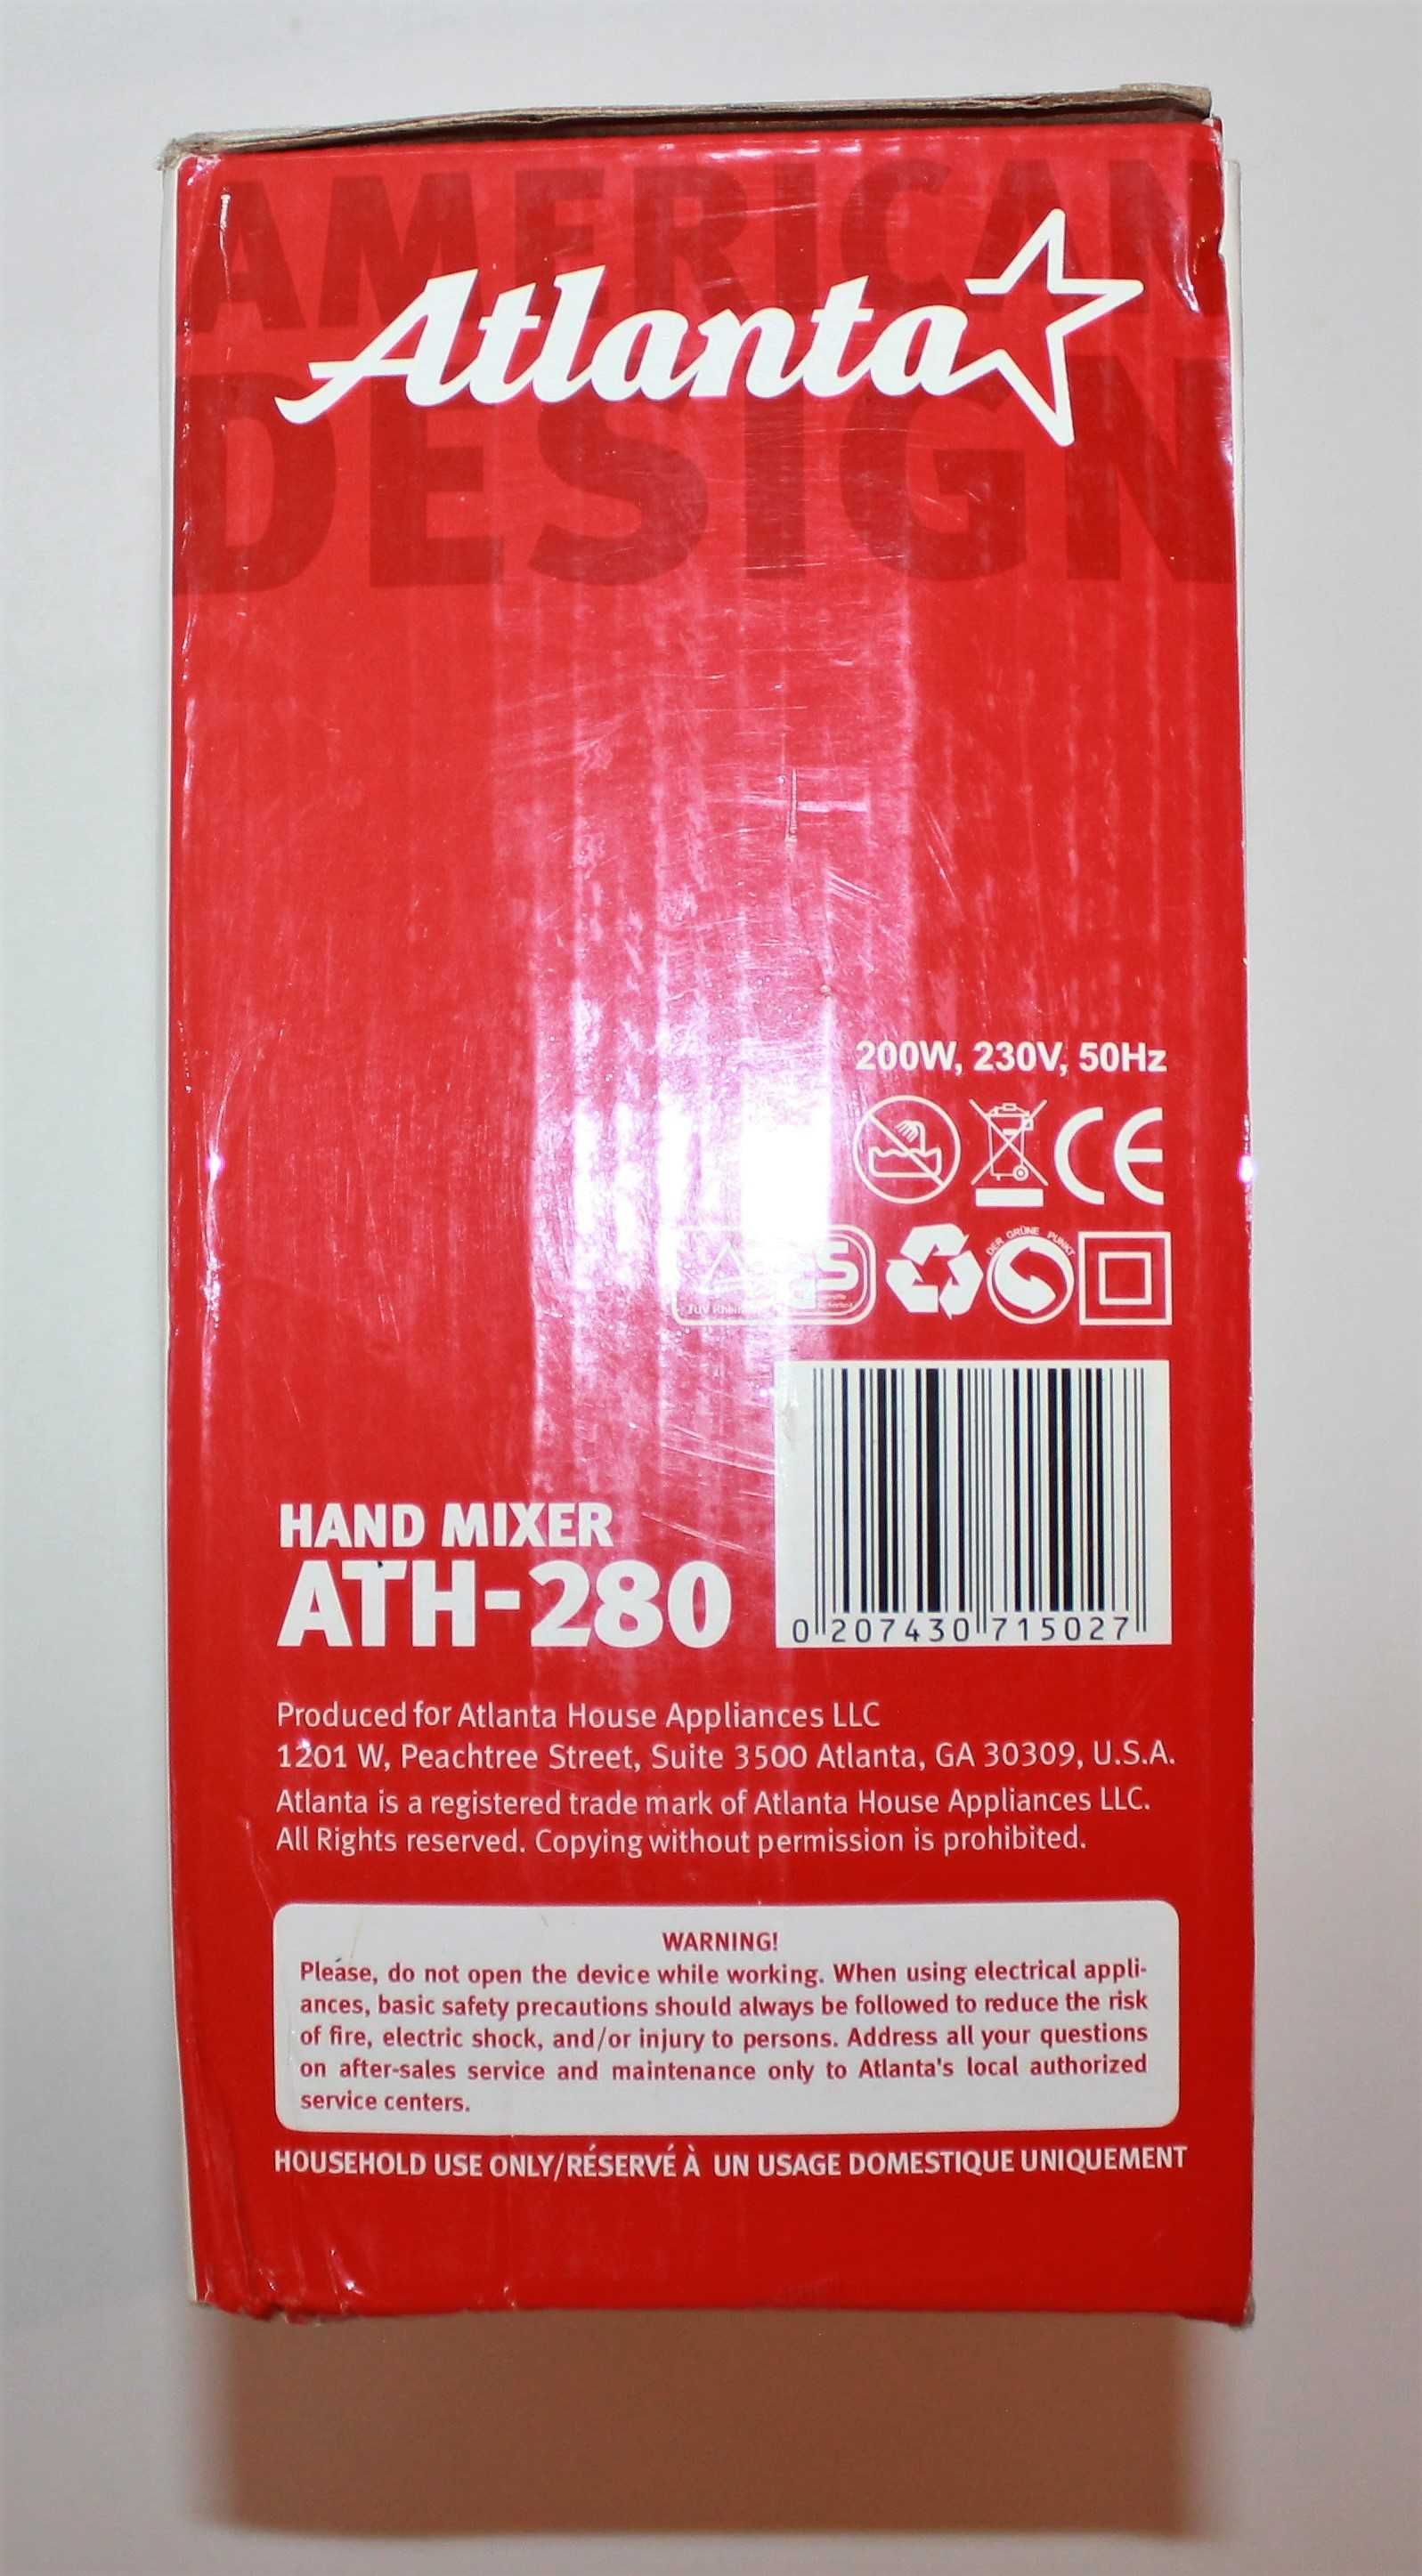 AMERICAN
Atlanta
DESIGN
200W, 230V, 50Hz
CE
DER GRÜNE PUNKT
HAND MIXER
ATH-280
0 207430 715027
Produced for Atlanta House Appliances LLC
1201 W, Peachtree Street, Suite 3500 Atlanta, GA 30309, U.S.A.
Atlanta is a registered trade mark of Atlanta House Appliances LLC.
All Rights reserved. Copying without permission is prohibited.
WARNING!
Please, do not open the device while working. When using electrical appli-
ances, basic safety precautions should always be followed to reduce the risk
of fire, electric shock, and/or injury to persons. Address all your questions
on after-sales service and maintenance only to Atlanta's local authorized
service centers.
HOUSEHOLD USE ONLY/RÉSERVÉ À UN USAGE DOMESTIQUE UNIQUEMENT